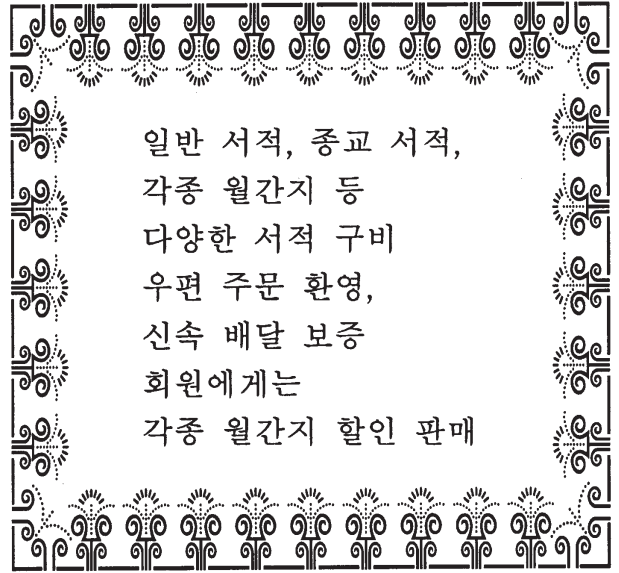 일반 서적, 종교 서적,
각종 월간지 등
다양한 서적 구비
우편 주문 환영,
신속 배달 보증
회원에게는
각종 월간지 할인 판매